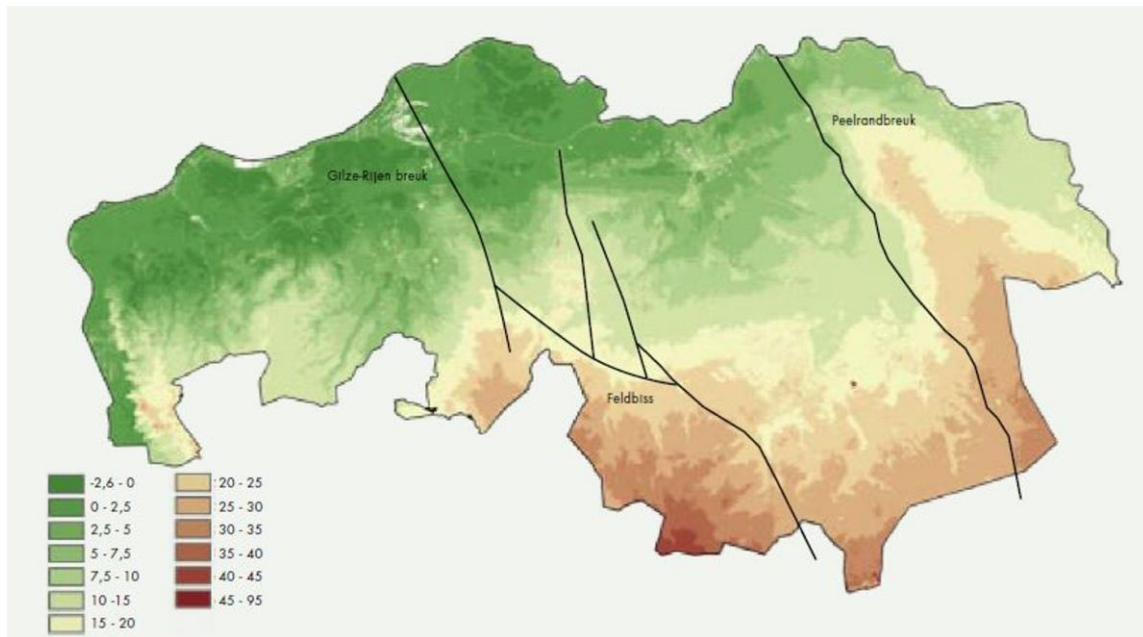 Peelrandbreuk
Gilze-Rijen breuk
Feldbiss
-2,6 - 0
0 - 2,5
2,5 - 5
5 - 7,5
7,5 - 10
10 -15
15 - 20
20 - 25
25 - 30
30 - 35
35 - 40
40 - 45
45 - 95